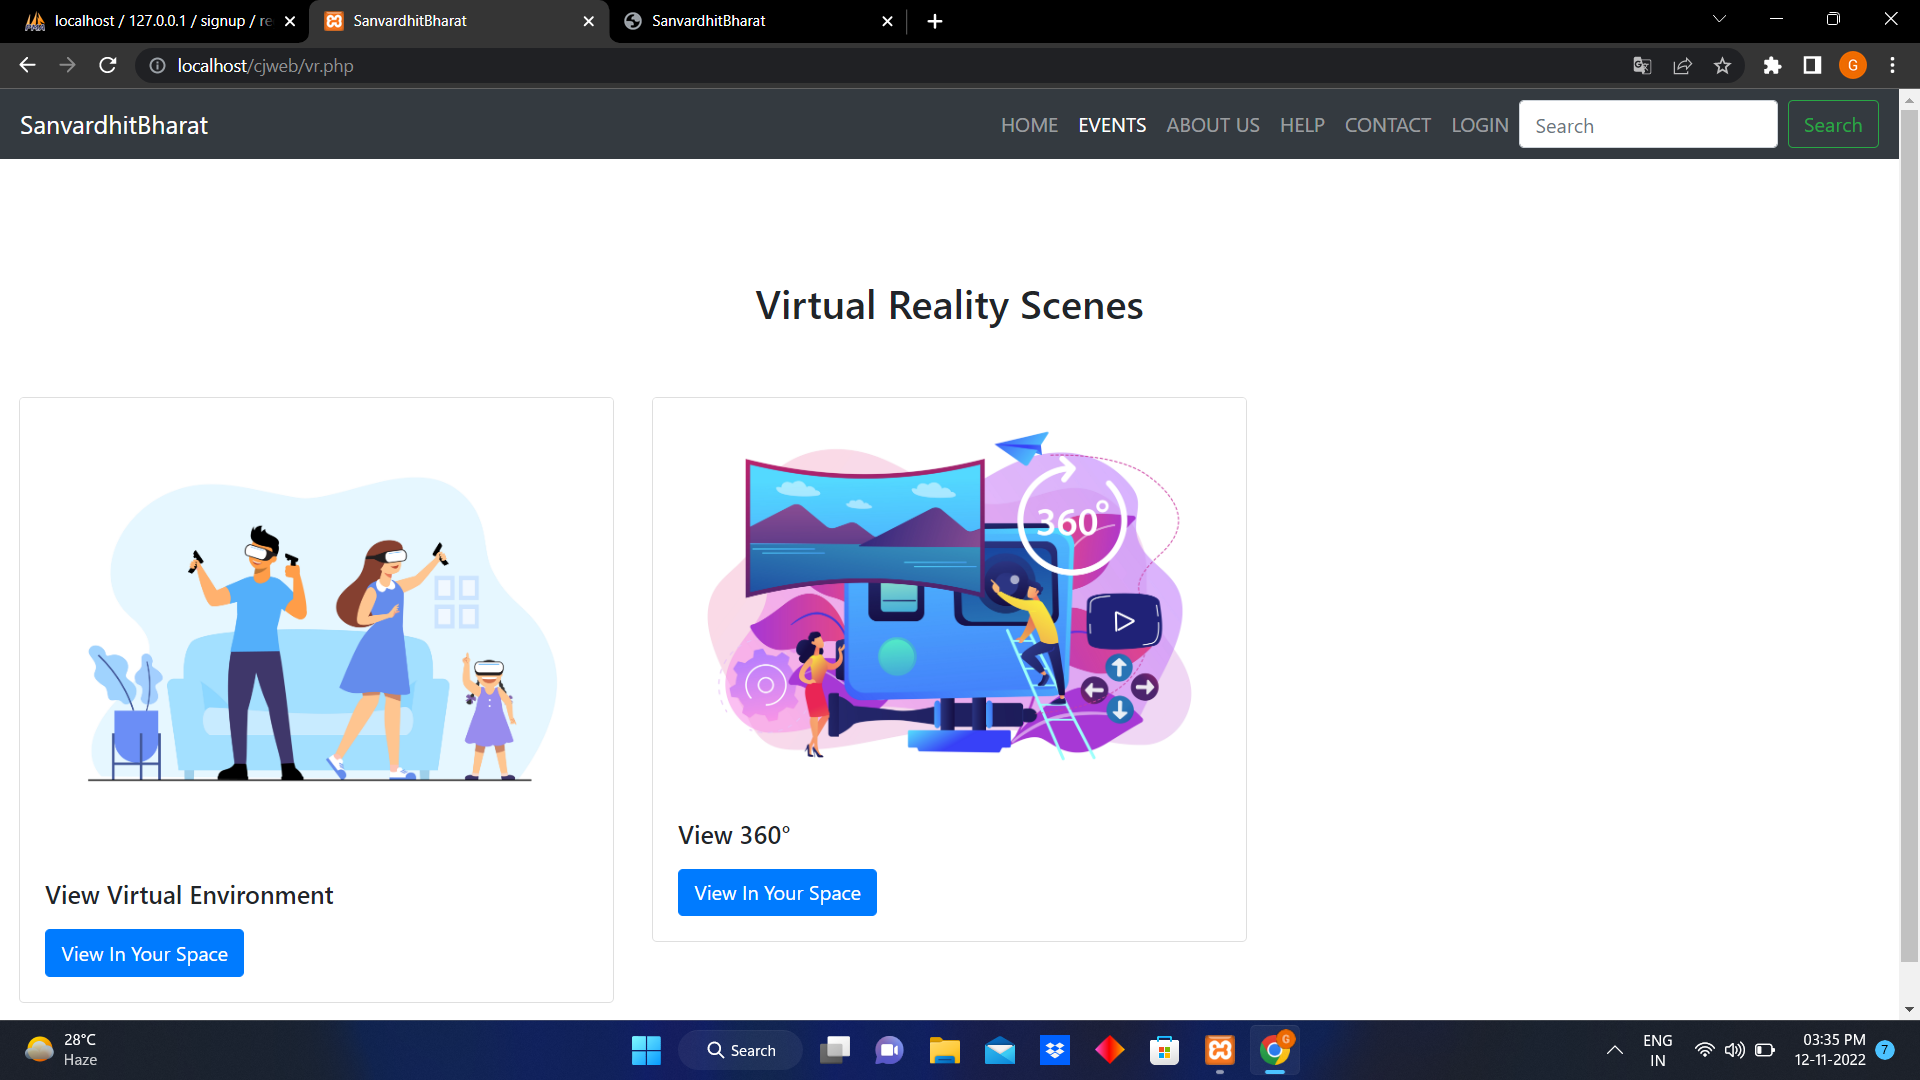 localhost / 127.0.0.1 / signup / re
SanvardhitBharat
SanvardhitBharat
localhost/cjweb/vr.php
G
SanvardhitBharat
HOME EVENTS ABOUT US HELP CONTACT LOGIN Search Search
Virtual Reality Scenes
360°
View 360°
View In Your Space
View Virtual Environment
View In Your Space
28°C
Haze
Search
G
ENG
IN
03:35 PM
12-11-2022
7